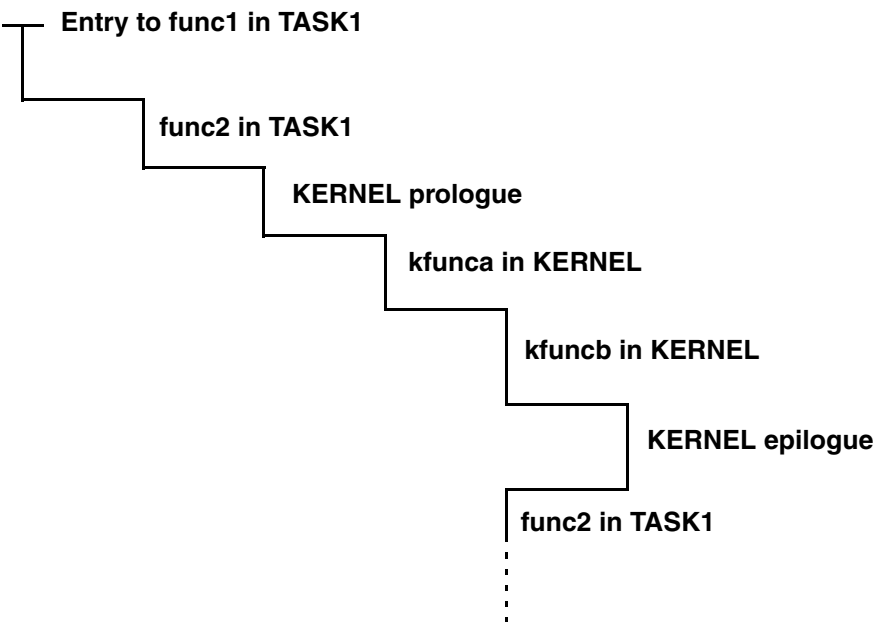 Entry to func1 in TASK1
func2 in TASK1
KERNEL prologue
kfunca in KERNEL
kfuncb in KERNEL
KERNEL epilogue
func2 in TASK1